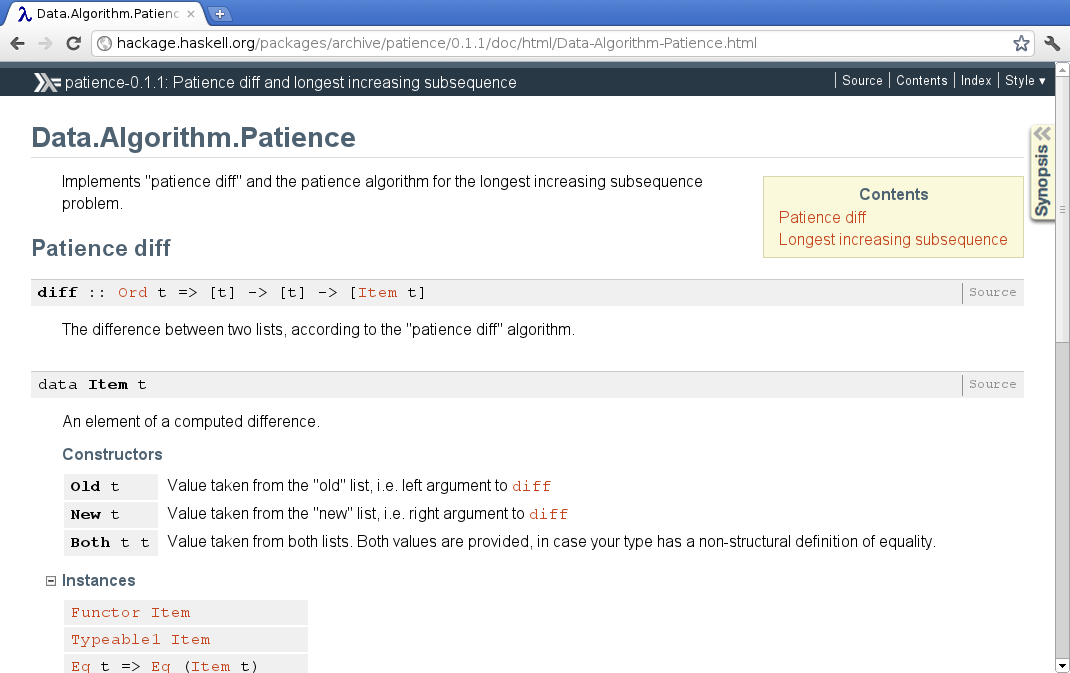 Data.Algorithm.Patienc
hackage.haskell.org/packages/archive/patience/0.1.1/doc/html/Data-Algorithm-Patience.html
patience-0.1.1: Patience diff and longest increasing subsequence
Source | Contents | Index | Style ▾
Data.Algorithm.Patience
Implements "patience diff" and the patience algorithm for the longest increasing subsequence
problem.
Contents
Patience diff
Longest increasing subsequence
Synopsis
Patience diff
diff :: Ord t => [t] -> [t] -> [Item t]
Source
The difference between two lists, according to the "patience diff" algorithm.
data Item t
Source
An element of a computed difference.
Constructors
Old t Value taken from the "old" list, i.e. left argument to diff
New t Value taken from the "new" list, i.e. right argument to diff
Both t t Value taken from both lists. Both values are provided, in case your type has a non-structural definition of equality.
Instances
Functor Item
Typeable1 Item
Eq t => Eq (Item t)